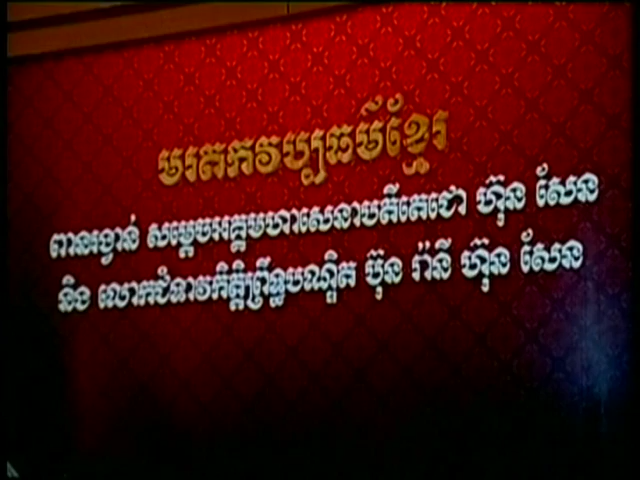 មរតកវប្បធម៌ខ្មែរ
ពានរង្វាន់ សម្តេចអគ្គមហាសេនាបតីតេជោ ហ៊ុន សែន
និង លោកជំទាវកិត្តិព្រឹទ្ធបណ្ឌិត ប៊ុន រ៉ានី ហ៊ុន សែន